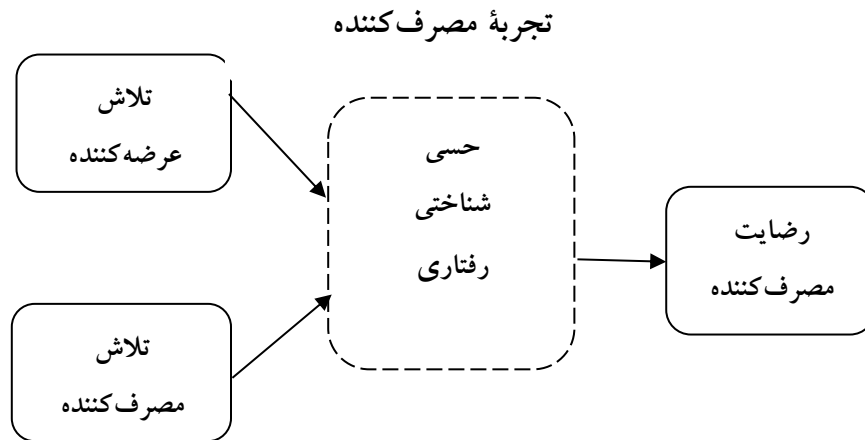 تجربۀ مصرف‌کننده
تلاش
عرضه‌کننده
حسی
شناختی
رفتاری
رضایت
مصرف‌کننده
تلاش
مصرف‌کننده